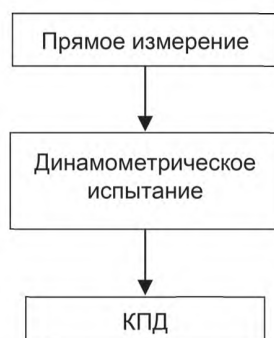 Прямое измерение
Динамометрическое
испытание
КПД